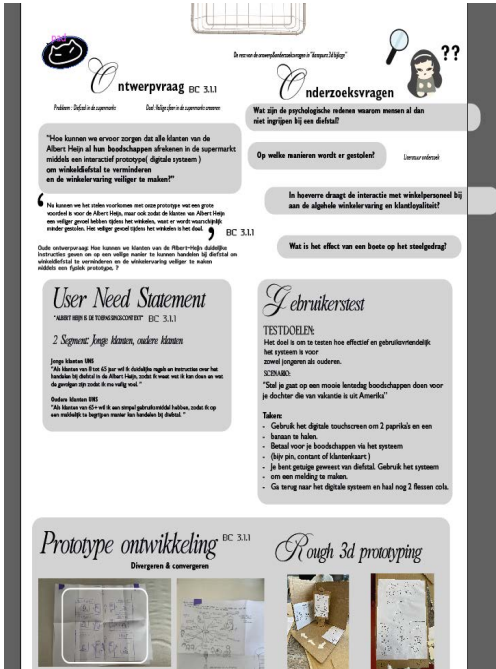 De rest van de ontwerp&onderzoeksvragen in "danspunt 3d bijlage"
??
Ontwerpvraag BC 3.1.1
Probleem : Diefstal in de supermarkt
Doel: Veilige sfeer in de supermarkt creeeren
"Hoe kunnen we ervoor zorgen dat alle klanten van de
Albert Heijn al hun boodschappen afrekenen in de supermarkt
middels een interactief prototype( digitale systeem )
om winkeldiefstal te verminderen
en de winkelervaring veiliger te maken?"
Nu kunnen we het stelen voorkomen met onze prototype wat een grote
voordeel is voor de Albert Heijn, maar ook zodat de klanten van Albert Heijn
een veiliger gevoel hebben tijdens het winkelen, want er wordt waarschijnlijk
minder gestolen. Het veiliger gevoel tijdens het winkelen is het doel.
BC 3.1.1
Oude ontwerpvraag: Hoe kunnen we klanten van de Albert-Heijn duidelijke
instructies geven om op een veilige manier te kunnen handelen bij diefstal om
winkeldiefstal te verminderen en de winkelervaring veiliger te maken
middels een fysiek prototype, ?
Onderzoeksvragen
Wat zijn de psychologische redenen waarom mensen al dan
niet ingrijpen bij een diefstal?
Op welke manieren wordt er gestolen?
Literatuur onderzoek
In hoeverre draagt de interactie met winkelpersoneel bij
aan de algehele winkelervaring en klantloyaliteit?
Wat is het effect van een boete op het steelgedrag?
User Need Statement
"ALBERT HEIJN IS DE TOEPASSINGSCONTEXT" BC 3.1.1
2 Segment: Jonge klanten, oudere klanten
Jonge klanten UNS
"Als klanten van 8 tot 65 jaar wil ik duidelijke regels en instructies over het
handelen bij diefstal in de Albert Heijn, zodat ik weet wat ik kan doen en wat
de gevolgen zijn zodat ik me veilig voel. "
Oudere klanten UNS
"Als klantan van 65+ wil ik een simpel gebruiksmiddel hebben, zodat ik op
een makkelijk te begrijpen manier kan handelen bij diefstal. "
Gebruikerstest
TESTDOELEN:
Het doel is om te testen hoe effectief en gebruiksvriendelijk
het systeem is voor
zowel jongeren als ouderen.
SCENARIO:
"Stel je gaat op een mooie lentedag boodschappen doen voor
je dochter die van vakantie is uit Amerika"
Taken:
- Gebruik het digitale touchscreen om 2 paprika's en een
- banaan te halen.
- Betaal voor je boodschappen via het systeem
- (bijv pin, contant of klantenkaart )
- Je bent getuige geweest van diefstal. Gebruik het systeem
- om een melding te maken.
- Ga terug naar het digitale systeem en haal nog 2 flessen cola.
Prototype ontwikkeling BC 3.1.1
Divergeren & convergeren
Rough 3d prototyping